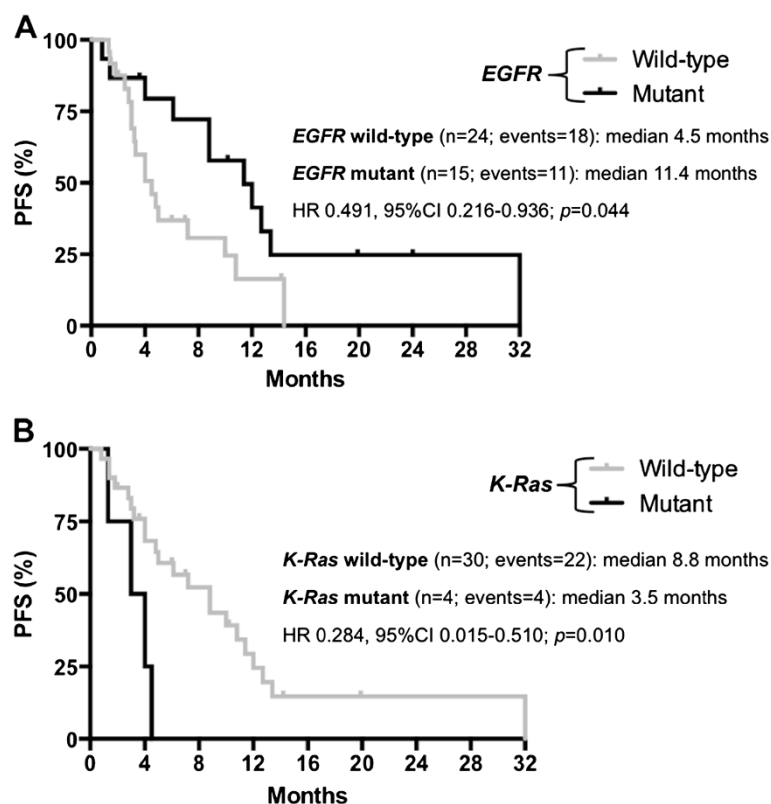 A
100
75
50
25
0
PFS (%)
0 4 8 12 16 20 24 28 32
Months
EGFR
Wild-type
Mutant
EGFR wild-type (n=24; events=18): median 4.5 months
EGFR mutant (n=15; events=11): median 11.4 months
HR 0.491, 95%CI 0.216-0.936; p=0.044
B
100
75
50
25
0
PFS (%)
0 4 8 12 16 20 24 28 32
Months
K-Ras
Wild-type
Mutant
K-Ras wild-type (n=30; events=22): median 8.8 months
K-Ras mutant (n=4; events=4): median 3.5 months
HR 0.284, 95%CI 0.015-0.510; p=0.010